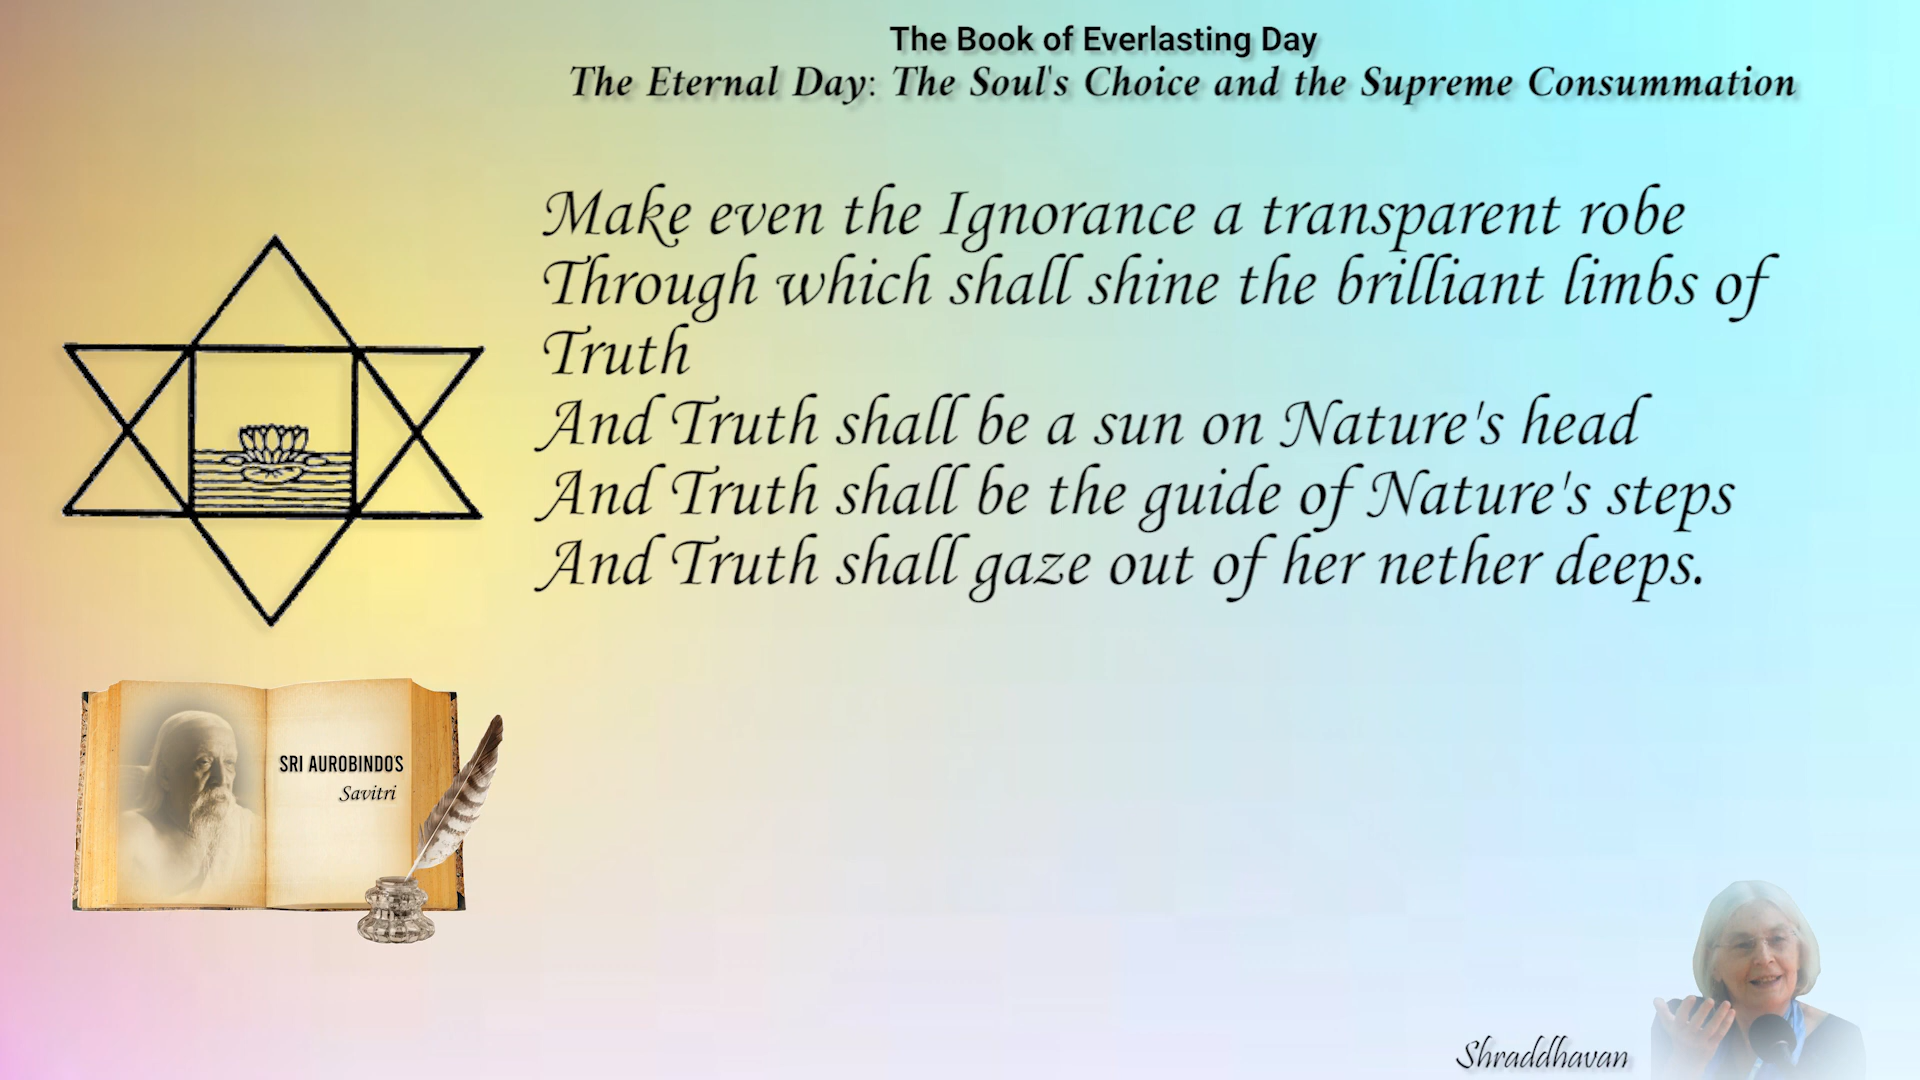 The Book of Everlasting Day
The Eternal Day: The Soul's Choice and the Supreme Consummation
Make even the Ignorance a transparent robe
Through which shall shine the brilliant limbs of
Truth
And Truth shall be a sun on Nature's head
And Truth shall be the guide of Nature's steps
And Truth shall gaze out of her nether deeps.
SRI AUROBINDO'S
Savitri
Shraddhavan